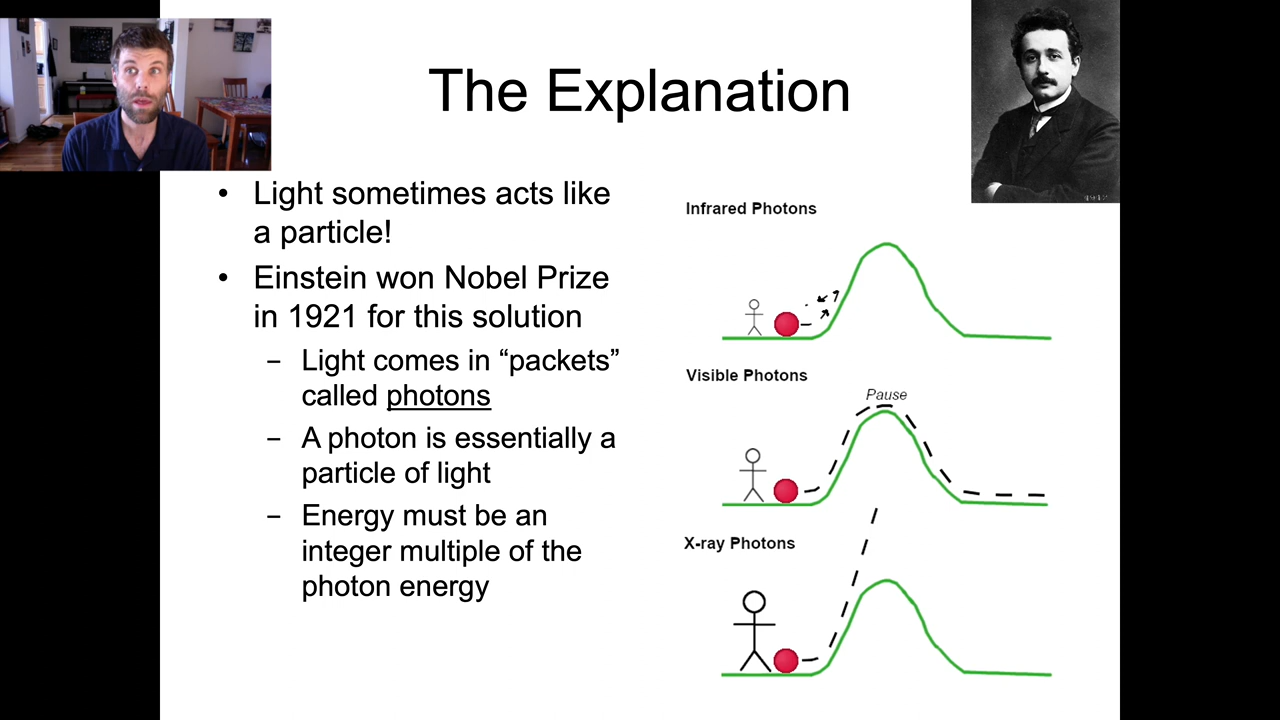 The Explanation
• Light sometimes acts like
a particle!
• Einstein won Nobel Prize
in 1921 for this solution
– Light comes in “packets”
called photons
– A photon is essentially a
particle of light
– Energy must be an
integer multiple of the
photon energy
Infrared Photons
Visible Photons
Pause
X-ray Photons